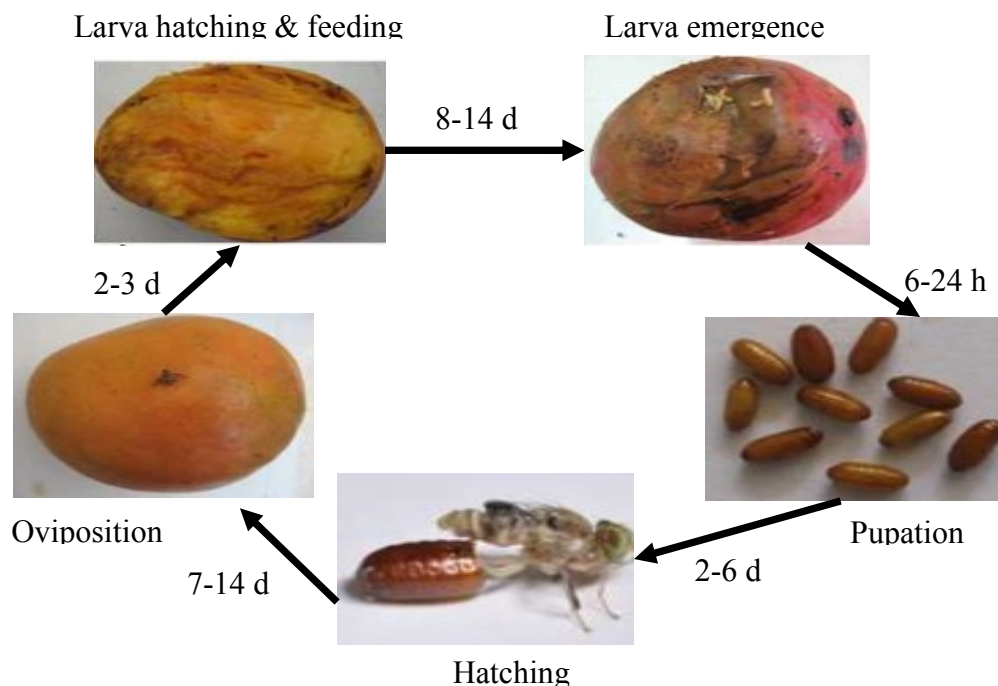 Larva hatching & feeding
Larva emergence
8-14 d
2-3 d
6-24 h
Oviposition
Pupation
7-14 d
2-6 d
Hatching